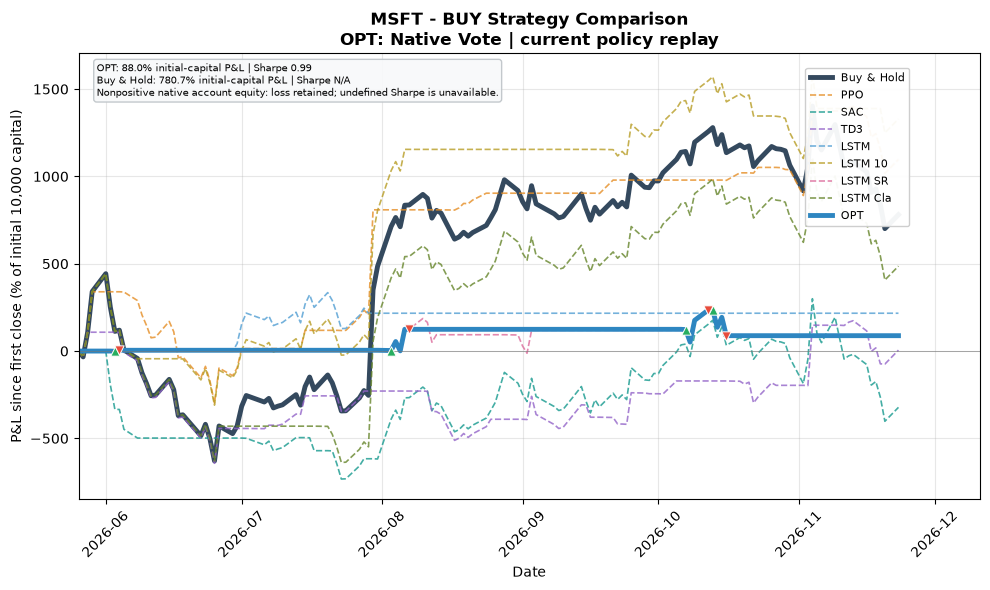 MSFT - BUY Strategy Comparison
OPT: Native Vote | current policy replay
OPT: 88.0% initial-capital P&L | Sharpe 0.99
Buy & Hold: 780.7% initial-capital P&L | Sharpe N/A
Nonpositive native account equity: loss retained; undefined Sharpe is unavailable.
Buy & Hold
PPO
SAC
TD3
LSTM
LSTM 10
LSTM SR
LSTM Cla
OPT
P&L since first close (% of initial 10,000 capital)
1500
1000
500
0
−500
2026-06
2026-07
2026-08
2026-09
2026-10
2026-11
2026-12
Date